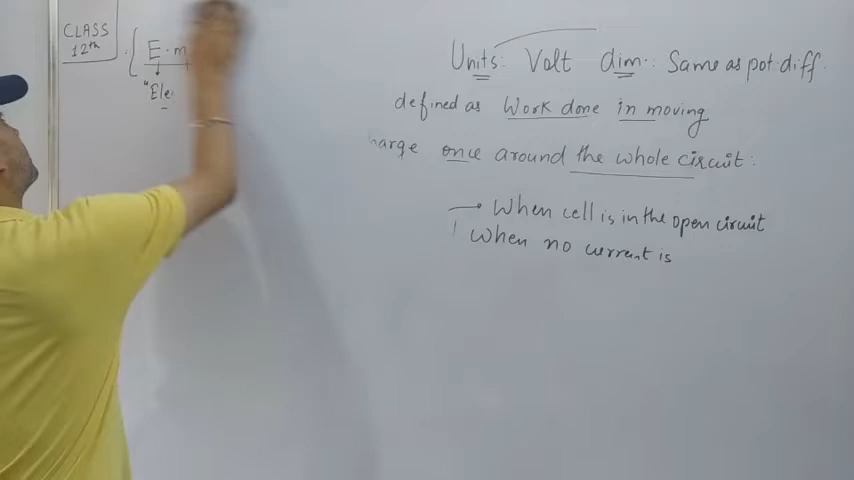 CLASS
12th
E.m
"Ele
Units: Volt dim.: Same as pot.diff.
defined as Work done in moving
harge once around the whole circuit:
→ When cell is in the open circuit
when no current is